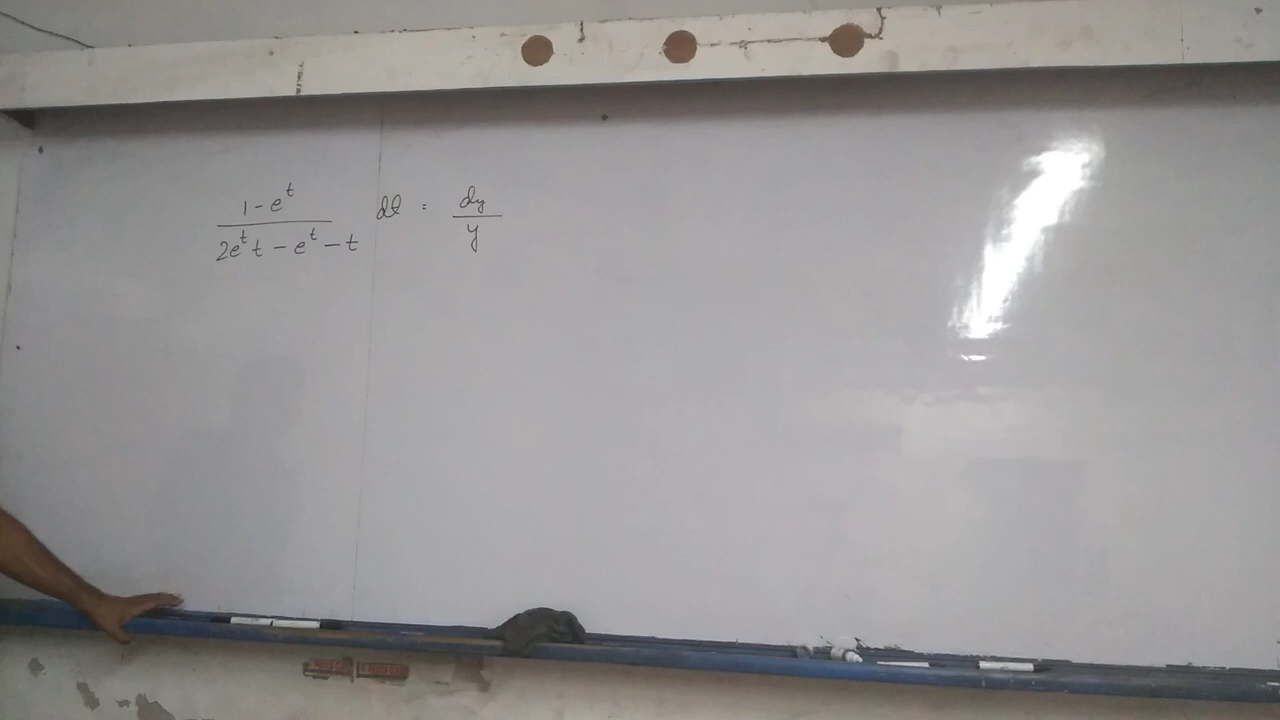 1 - e^t / 2e^t t - e^t - t dt = dy / y